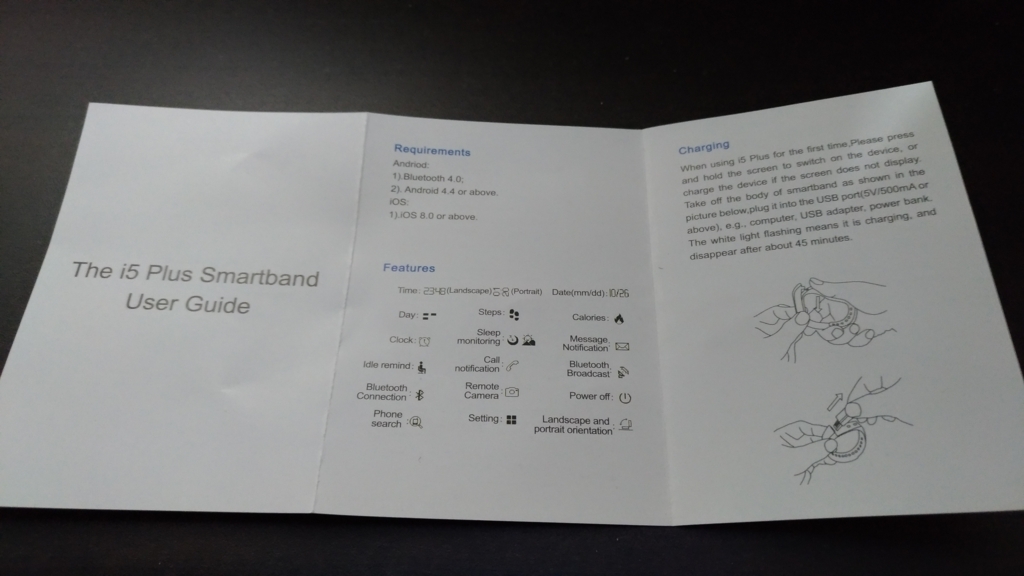 The i5 Plus Smartband
User Guide
Requirements
Andriod:
1).Bluetooth 4.0;
2). Android 4.4 or above.
iOS:
1).iOS 8.0 or above.
Features
Time: 23:48 (Landscape) (Portrait) Date(mm/dd): 10/26
Day: Steps: Calories:
Clock: Sleep monitoring: Message Notification:
Idle remind: Call notification: Bluetooth Broadcast:
Bluetooth Connection: Remote Camera: Power off:
Phone search: Setting: Landscape and portrait orientation:
Charging
When using i5 Plus for the first time,Please press
and hold the screen to switch on the device, or
charge the device if the screen does not display.
Take off the body of smartband as shown in the
picture below,plug it into the USB port(5V/500mA or
above), e.g., computer, USB adapter, power bank.
The white light flashing means it is charging, and
disappear after about 45 minutes.